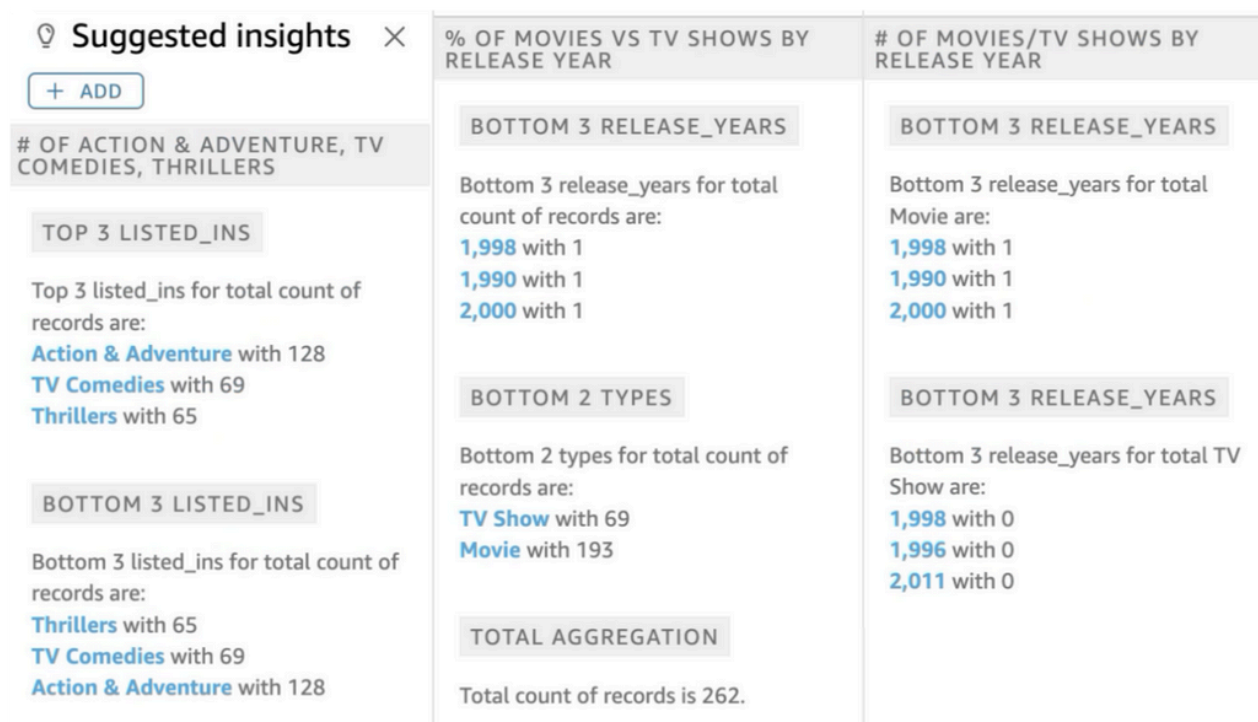 Suggested insights
+ ADD
# OF ACTION & ADVENTURE, TV
COMEDIES, THRILLERS
TOP 3 LISTED_INS
Top 3 listed_ins for total count of
records are:
Action & Adventure with 128
TV Comedies with 69
Thrillers with 65
BOTTOM 3 LISTED_INS
Bottom 3 listed_ins for total count of
records are:
Thrillers with 65
TV Comedies with 69
Action & Adventure with 128
% OF MOVIES VS TV SHOWS BY
RELEASE YEAR
BOTTOM 3 RELEASE_YEARS
Bottom 3 release_years for total
count of records are:
1,998 with 1
1,990 with 1
2,000 with 1
BOTTOM 2 TYPES
Bottom 2 types for total count of
records are:
TV Show with 69
Movie with 193
TOTAL AGGREGATION
Total count of records is 262.
# OF MOVIES/TV SHOWS BY
RELEASE YEAR
BOTTOM 3 RELEASE_YEARS
Bottom 3 release_years for total
Movie are:
1,998 with 1
1,990 with 1
2,000 with 1
BOTTOM 3 RELEASE_YEARS
Bottom 3 release_years for total TV
Show are:
1,998 with 0
1,996 with 0
2,011 with 0